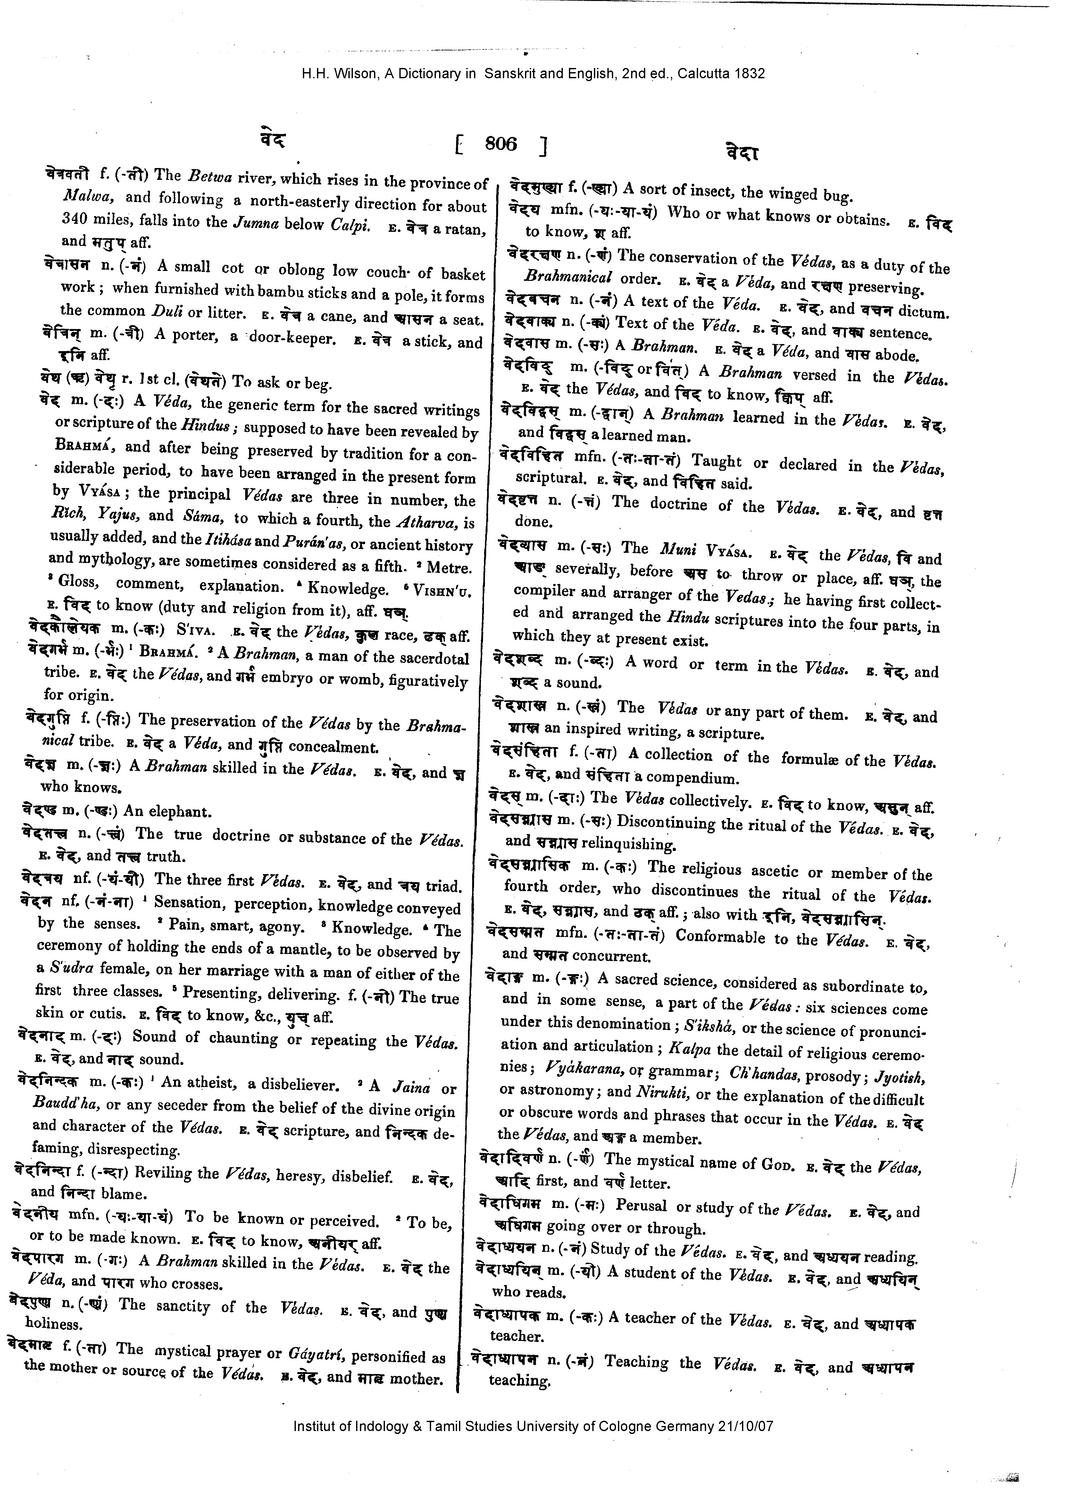 H.H. Wilson, A Dictionary in Sanskrit and English, 2nd ed., Calcutta 1832
वेद
[ 806 ]
वेदा
वेत्रवती f. (-ती) The Betwa river, which rises in the province of
Malwa, and following a north-easterly direction for about
340 miles, falls into the Jumna below Calpi. E. वेत्र a ratan,
and मतुप् aff.
वेत्रासन n. (-नं) A small cot or oblong low couch of basket
work; when furnished with bambu sticks and a pole, it forms
the common Duli or litter. E. वेत्र a cane, and आसन a seat.
वेत्रिन् m. (-त्री) A porter, a door-keeper. E. वेत्र a stick, and
इनि aff.
वेथ (ऋ) वेथृ r. 1st cl. (वेथते) To ask or beg.
वेद m. (-दः) A Véda, the generic term for the sacred writings
or scripture of the Hindus; supposed to have been revealed by
BRAHMÁ, and after being preserved by tradition for a con-
siderable period, to have been arranged in the present form
by VYÁSA; the principal Védas are three in number, the
Rich, Yajus, and Sáma, to which a fourth, the Atharva, is
usually added, and the Itihása and Purán'as, or ancient history
and mythology, are sometimes considered as a fifth. ² Metre.
³ Gloss, comment, explanation. ⁴ Knowledge. ⁵ VISHN'U.
E. विद to know (duty and religion from it), aff. घञ्.
वेदकौलेयक m. (-कः) S'IVA. E. वेद the Védas, कुल race, ढक् aff.
वेदगर्भ m. (-र्भः) ¹ BRAHMÁ. ² A Brahman, a man of the sacerdotal
tribe. E. वेद the Védas, and गर्भ embryo or womb, figuratively
for origin.
वेदगुप्ति f. (-प्तिः) The preservation of the Védas by the Brahma-
nical tribe. E. वेद a Véda, and गुप्ति concealment.
वेदज्ञ m. (-ज्ञः) A Brahman skilled in the Védas. E. वेद, and ज्ञ
who knows.
वेदण्ड m. (-ण्डः) An elephant.
वेदतत्त्व n. (-त्त्वं) The true doctrine or substance of the Védas.
E. वेद, and तत्त्व truth.
वेदत्रय nf. (-यं-यी) The three first Védas. E. वेद, and त्रय triad.
वेदन nf. (-नं-ना) ¹ Sensation, perception, knowledge conveyed
by the senses. ² Pain, smart, agony. ³ Knowledge. ⁴ The
ceremony of holding the ends of a mantle, to be observed by
a S'udra female, on her marriage with a man of either of the
first three classes. ⁵ Presenting, delivering. f. (-नी) The true
skin or cutis. E. विद to know, &c., युच् aff.
वेदनाद m. (-दः) Sound of chaunting or repeating the Védas.
E. वेद, and नाद sound.
वेदनिन्दक m. (-कः) ¹ An atheist, a disbeliever. ² A Jaina or
Baudd'ha, or any seceder from the belief of the divine origin
and character of the Védas. E. वेद scripture, and निन्दक de-
faming, disrespecting.
वेदनिन्दा f. (-न्दा) Reviling the Védas, heresy, disbelief. E. वेद,
and निन्दा blame.
वेदनीय mfn. (-यः-या-यं) To be known or perceived. ² To be,
or to be made known. E. विद to know, अनीयर् aff.
वेदपारग m. (-गः) A Brahman skilled in the Védas. E. वेद the
Véda, and पारग who crosses.
वेदपुण्य n. (-ण्यं) The sanctity of the Védas. E. वेद, and पुण्य
holiness.
वेदमातृ f. (-ता) The mystical prayer or Gáyatrí, personified as
the mother or source of the Védas. E. वेद, and मातृ mother.
वेदमुख्या f. (-ख्या) A sort of insect, the winged bug.
वेदय mfn. (-यः-या-यं) Who or what knows or obtains. E. विद
to know, श aff.
वेदरक्षण n. (-णं) The conservation of the Védas, as a duty of the
Brahmanical order. E. वेद a Véda, and रक्षण preserving.
वेदवचन n. (-नं) A text of the Véda. E. वेद, and वचन dictum.
वेदवाक्य n. (-क्यं) Text of the Véda. E. वेद, and वाक्य sentence.
वेदवास m. (-सः) A Brahman. E. वेद a Véda, and वास abode.
वेदविद् m. (-विद् or वित्) A Brahman versed in the Védas.
E. वेद the Védas, and विद to know, क्विप् aff.
वेदविद्वस् m. (-द्वान्) A Brahman learned in the Védas. E. वेद,
and विद्वस् a learned man.
वेदविहित mfn. (-तः-ता-तं) Taught or declared in the Védas,
scriptural. E. वेद, and विहित said.
वेदवृत्त n. (-त्तं) The doctrine of the Védas. E. वेद, and वृत्त
done.
वेदव्यास m. (-सः) The Muni VYÁSA. E. वेद the Védas, वि and
आङ् severally, before अस to throw or place, aff. घञ्, the
compiler and arranger of the Vedas; he having first collect-
ed and arranged the Hindu scriptures into the four parts, in
which they at present exist.
वेदशब्द m. (-ब्दः) A word or term in the Védas. E. वेद, and
शब्द a sound.
वेदशास्त्र n. (-स्त्रं) The Védas or any part of them. E. वेद, and
शास्त्र an inspired writing, a scripture.
वेदसंहिता f. (-ता) A collection of the formulæ of the Védas.
E. वेद, and संहिता a compendium.
वेदस् m. (-दाः) The Védas collectively. E. विद to know, असुन् aff.
वेदसन्न्यास m. (-सः) Discontinuing the ritual of the Védas. E. वेद,
and सन्न्यास relinquishing.
वेदसन्न्यासिक m. (-कः) The religious ascetic or member of the
fourth order, who discontinues the ritual of the Védas.
E. वेद, सन्न्यास, and ठक् aff.; also with इनि, वेदसन्न्यासिन्.
वेदसम्मत mfn. (-तः-ता-तं) Conformable to the Védas. E. वेद,
and सम्मत concurrent.
वेदाङ्ग m. (-ङ्गः) A sacred science, considered as subordinate to,
and in some sense, a part of the Védas: six sciences come
under this denomination; S'ikshá, or the science of pronunci-
ation and articulation; Kalpa the detail of religious ceremo-
nies; Vyákarana, or grammar; Ch'handas, prosody; Jyotish,
or astronomy; and Nirukti, or the explanation of the difficult
or obscure words and phrases that occur in the Védas. E. वेद
the Védas, and अङ्ग a member.
वेदादिवर्ण n. (-र्णं) The mystical name of GOD. E. वेद the Védas,
आदि first, and वर्ण letter.
वेदाधिगम m. (-मः) Perusal or study of the Védas. E. वेद, and
अधिगम going over or through.
वेदाध्ययन n. (-नं) Study of the Védas. E. वेद, and अध्ययन reading.
वेदाध्ययिन् m. (-यी) A student of the Védas. E. वेद, and अध्ययिन्
who reads.
वेदाध्यापक m. (-कः) A teacher of the Védas. E. वेद, and अध्यापक
teacher.
वेदाध्यापन n. (-नं) Teaching the Védas. E. वेद, and अध्यापन
teaching.
Institut of Indology & Tamil Studies University of Cologne Germany 21/10/07